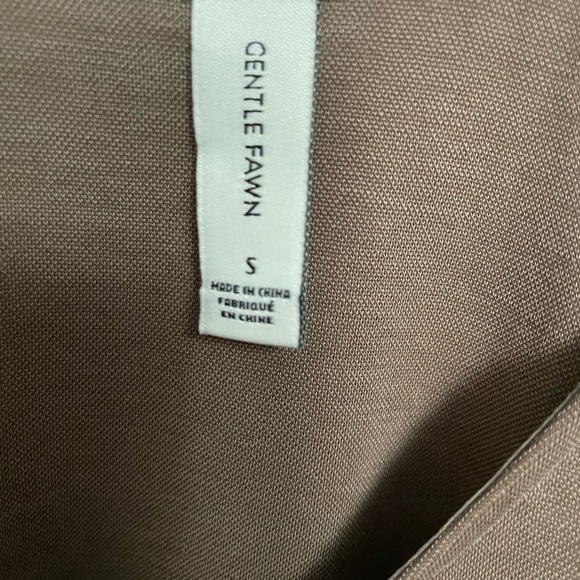 GENTLE FAWN
S
MADE IN CHINA
FABRIQUÉ
EN CHINE